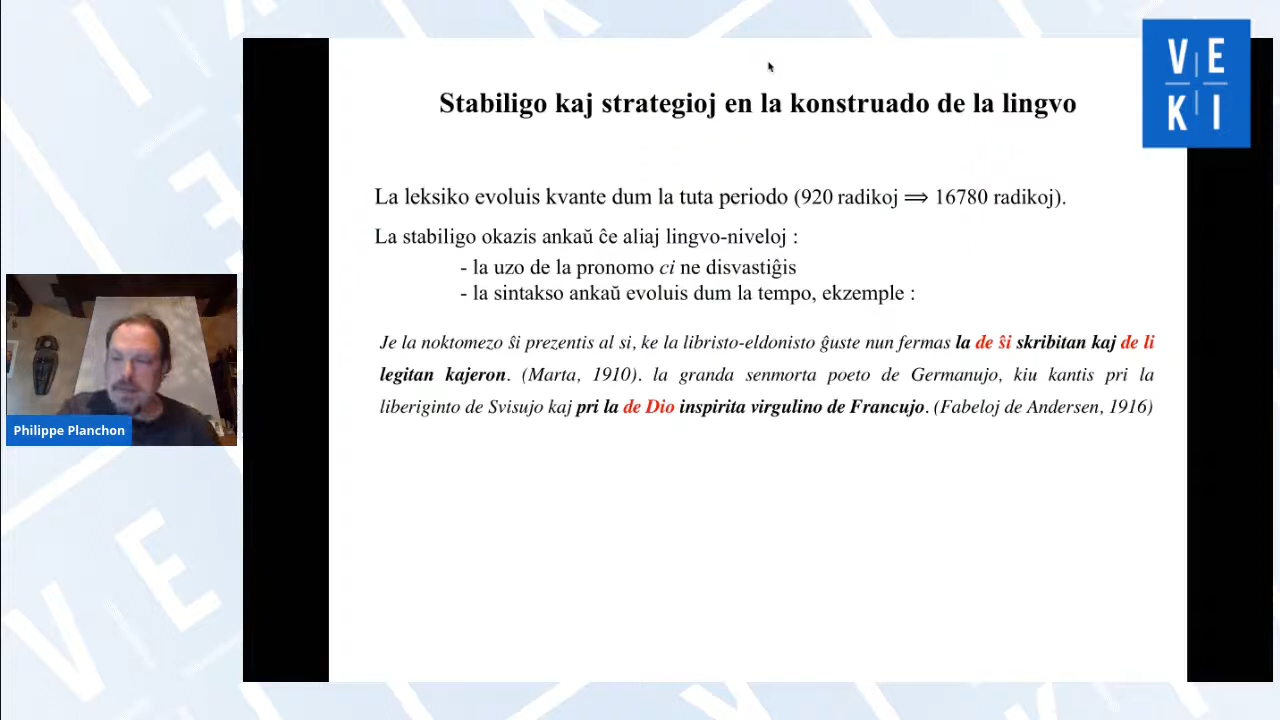 Stabiligo kaj strategioj en la konstruado de la lingvo
V E
K I
La leksiko evoluis kvante dum la tuta periodo (920 radikoj ⟹ 16780 radikoj).
La stabiligo okazis ankaŭ ĉe aliaj lingvo-niveloj :
- la uzo de la pronomo ci ne disvastiĝis
- la sintakso ankaŭ evoluis dum la tempo, ekzemple :
Je la noktomezo ŝi prezentis al si, ke la libristo-eldonisto ĝuste nun fermas la de ŝi skribitan kaj de li
legitan kajeron. (Marta, 1910). la granda senmorta poeto de Germanujo, kiu kantis pri la
liberiginto de Svisujo kaj pri la de Dio inspirita virgulino de Francujo. (Fabeloj de Andersen, 1916)
Philippe Planchon